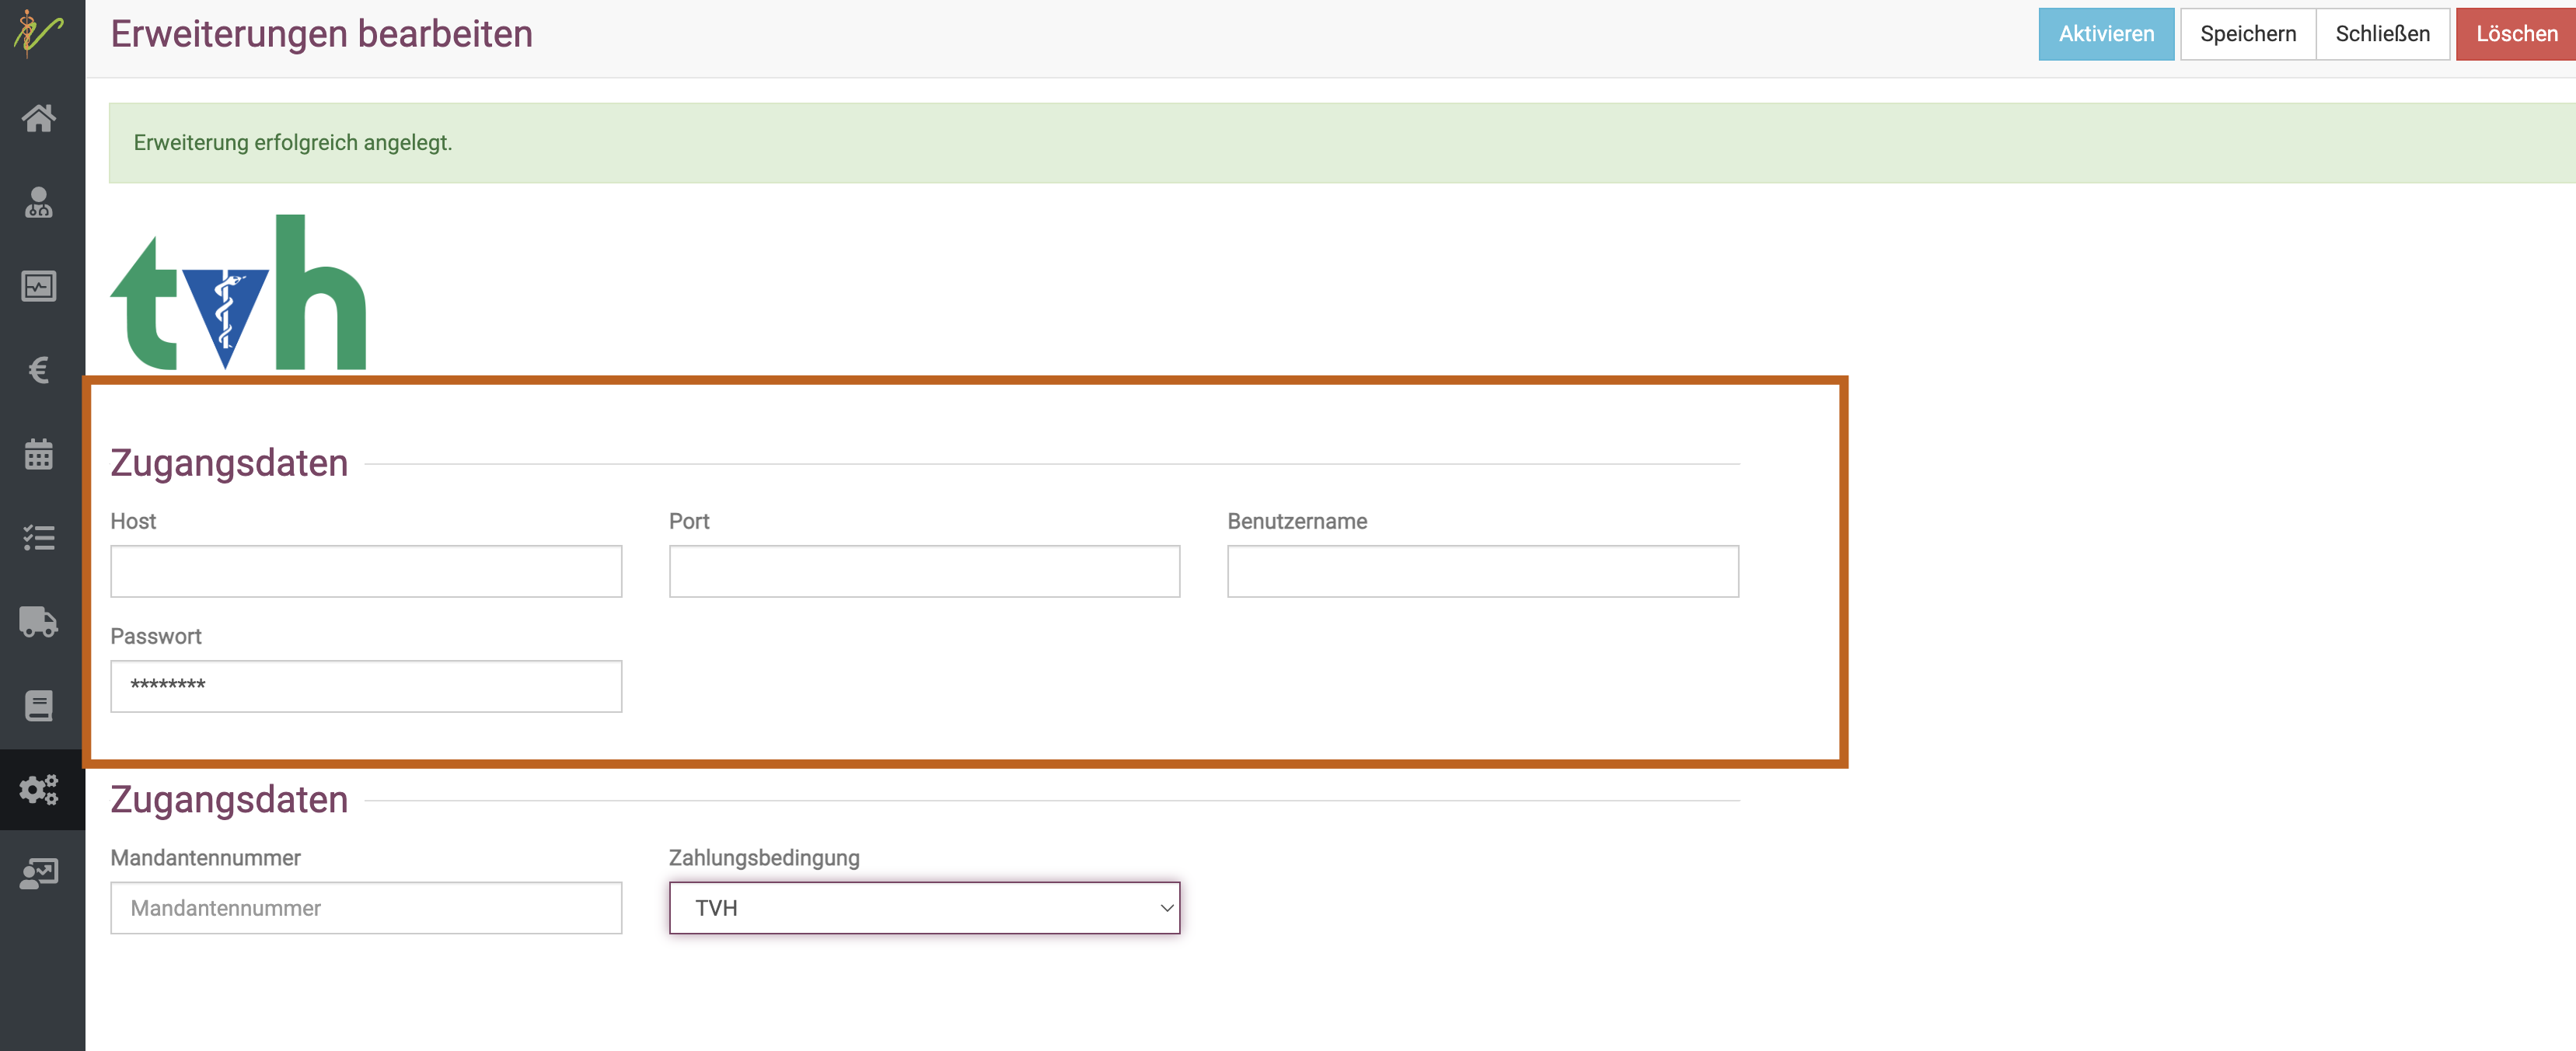 Erweiterungen bearbeiten
Aktivieren
Speichern
Schließen
Löschen
Erweiterung erfolgreich angelegt.
tvh
Zugangsdaten
Host
Port
Benutzername
Passwort
********
Zugangsdaten
Mandantennummer
Zahlungsbedingung
Mandantennummer
TVH